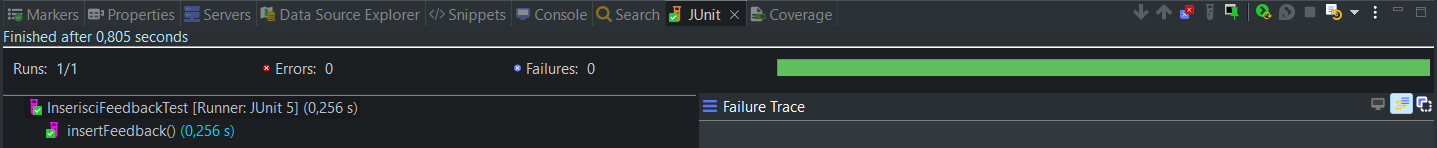 Markers Properties Servers Data Source Explorer Snippets Console Search JUnit Coverage
Finished after 0,805 seconds
Runs: 1/1 Errors: 0 Failures: 0
InserisciFeedbackTest [Runner: JUnit 5] (0,256 s)
Failure Trace
insertFeedback() (0,256 s)